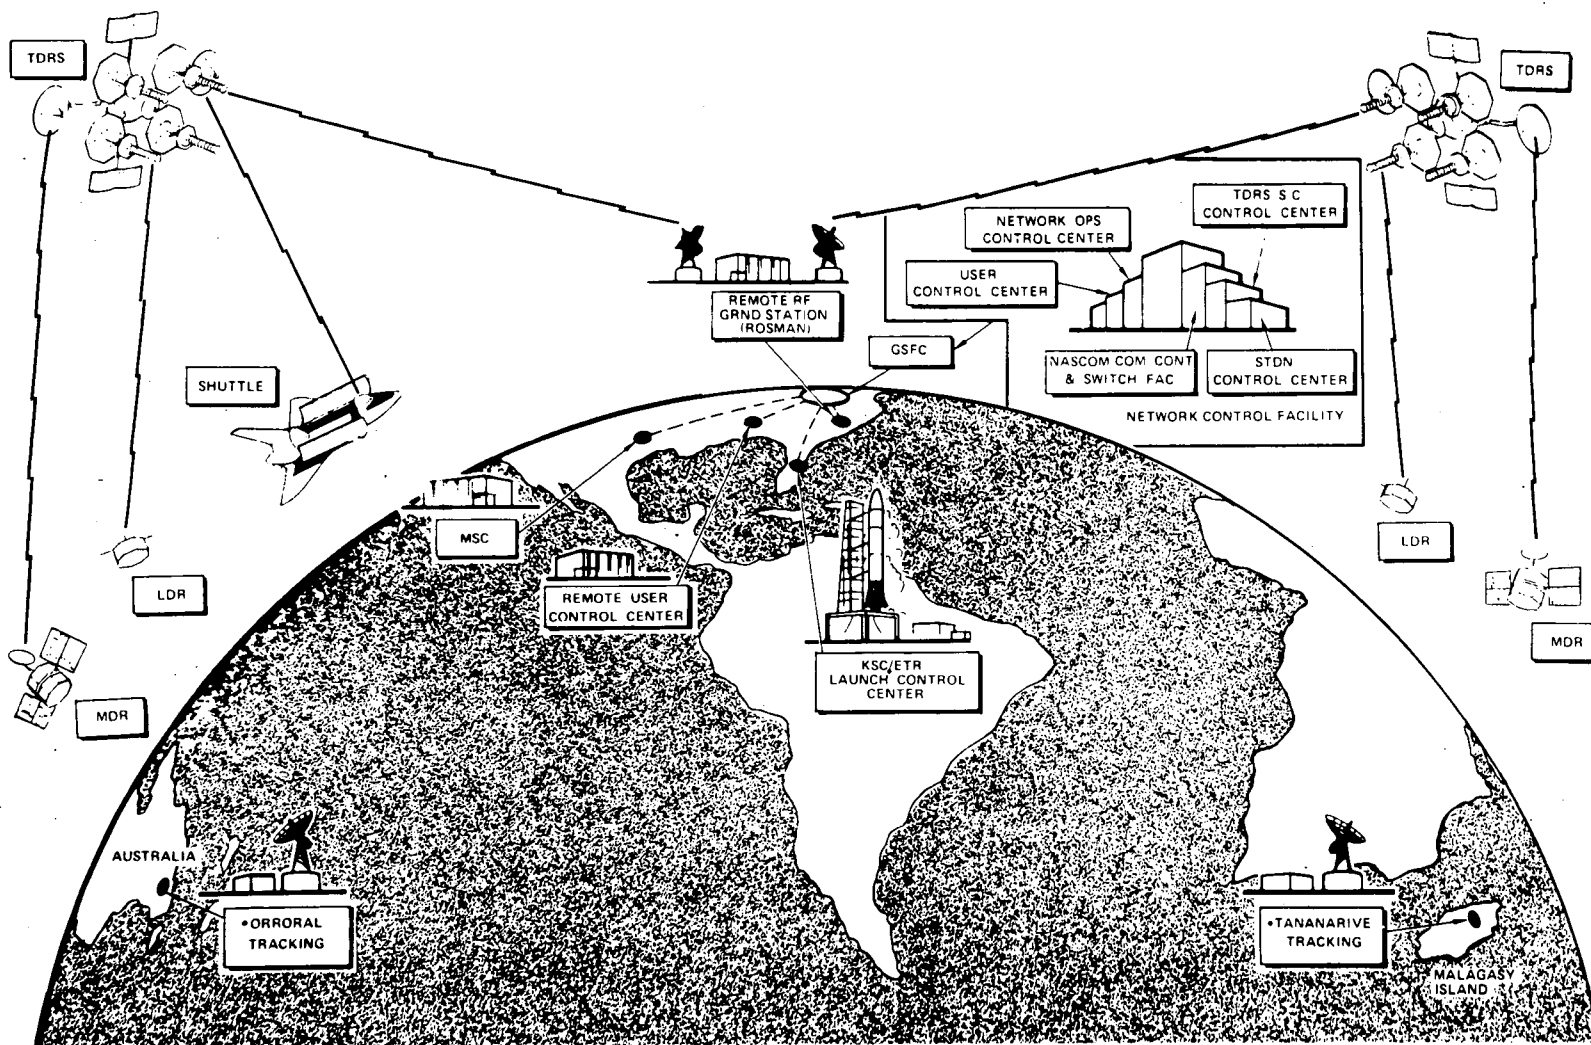 TDRS
TDRS
TDRS S C
CONTROL CENTER
NETWORK OPS
CONTROL CENTER
USER
CONTROL CENTER
REMOTE RF
GRND STATION
(ROSMAN)
GSFC
NASCOM COM CONT
& SWITCH FAC
STDN
CONTROL CENTER
NETWORK CONTROL FACILITY
SHUTTLE
MSC
LDR
LDR
REMOTE USER
CONTROL CENTER
MDR
MDR
KSC/ETR
LAUNCH CONTROL
CENTER
AUSTRALIA
•ORRORAL
TRACKING
•TANANARIVE
TRACKING
MALAGASY
ISLAND